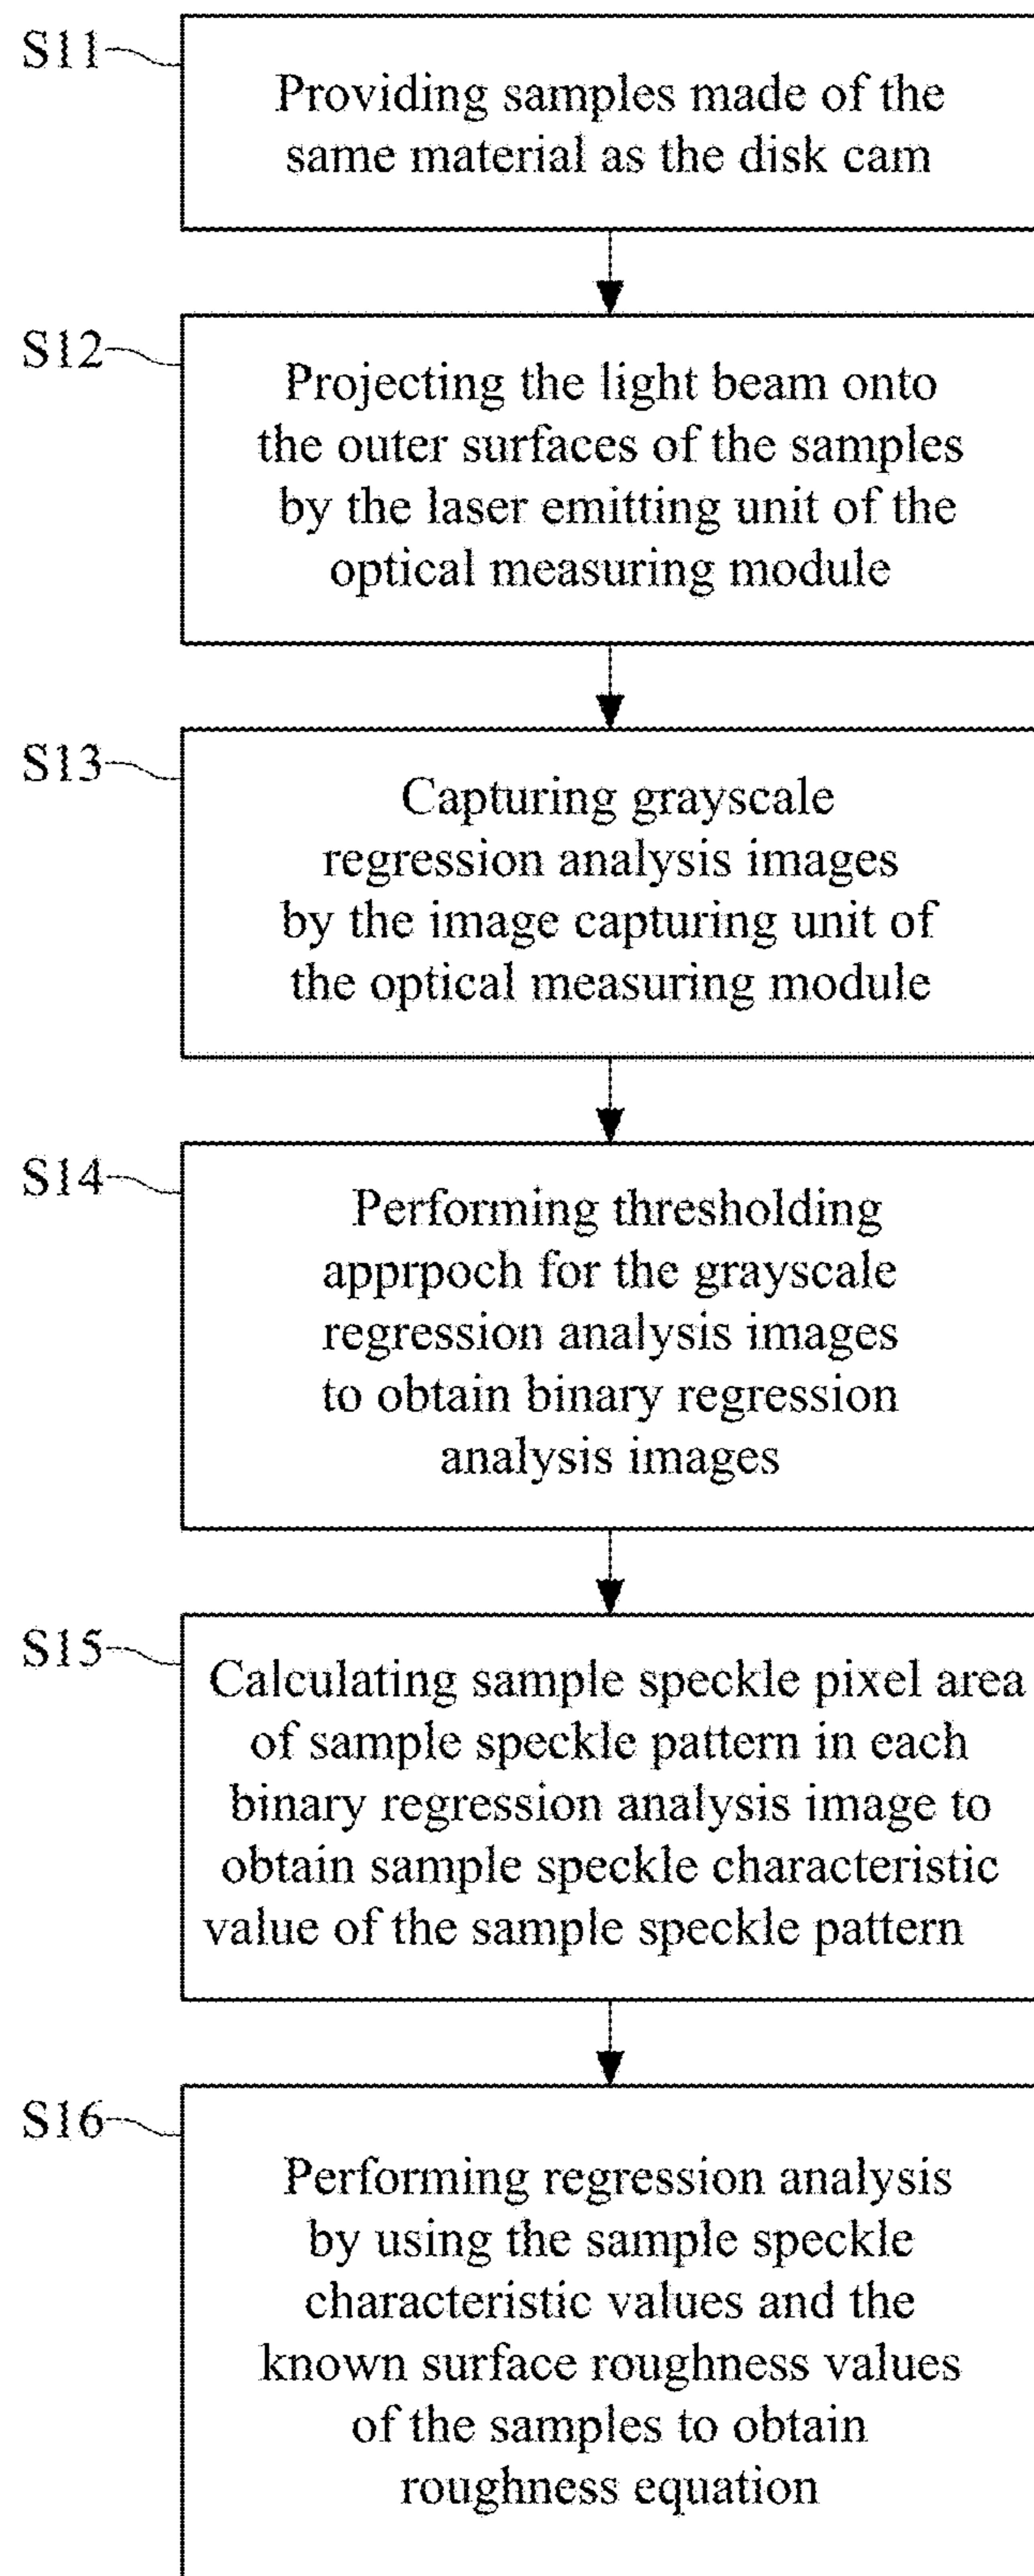 S11
Providing samples made of the
same material as the disk cam
S12
Projecting the light beam onto
the outer surfaces of the samples
by the laser emitting unit of the
optical measuring module
S13
Capturing grayscale
regression analysis images
by the image capturing unit of
the optical measuring module
S14
Performing thresholding
apprpoch for the grayscale
regression analysis images
to obtain binary regression
analysis images
S15
Calculating sample speckle pixel area
of sample speckle pattern in each
binary regression analysis image to
obtain sample speckle characteristic
value of the sample speckle pattern
S16
Performing regression analysis
by using the sample speckle
characteristic values and the
known surface roughness values
of the samples to obtain
roughness equation